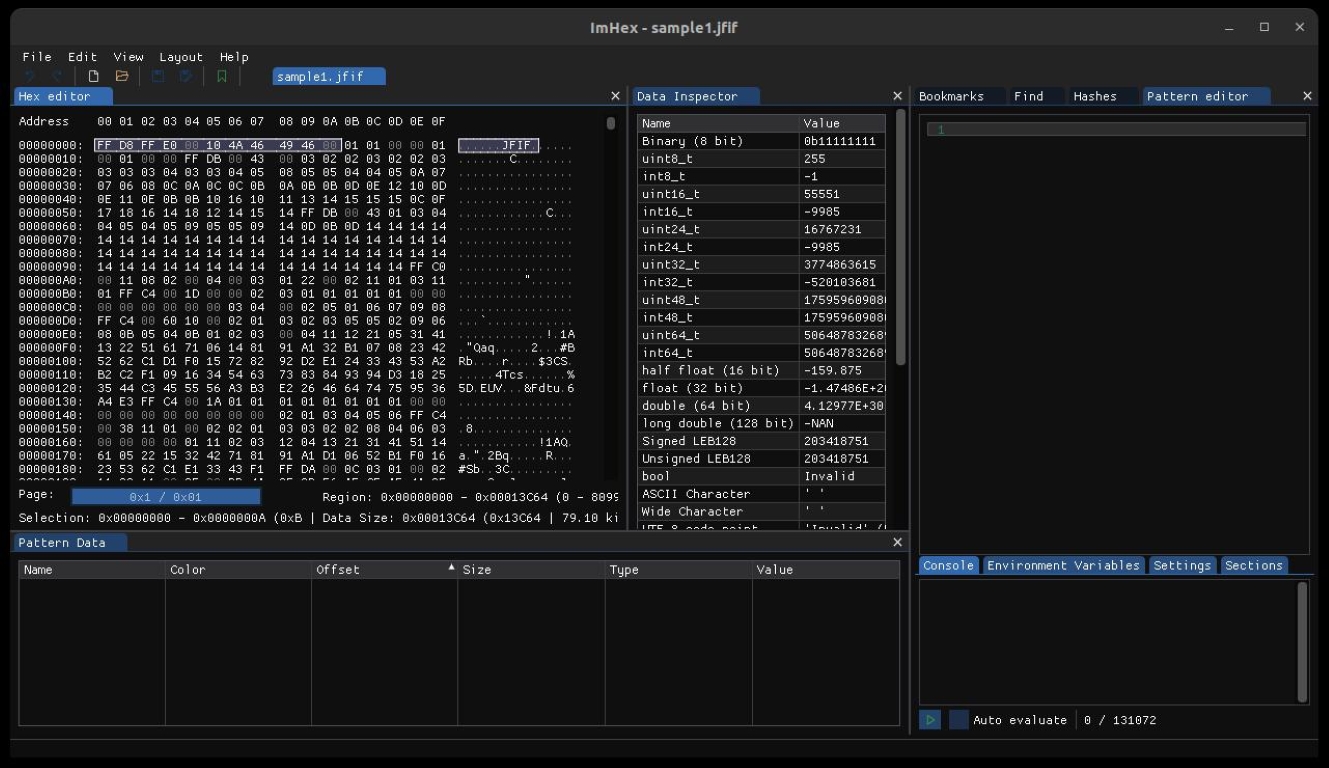 ImHex - sample1.jfif
File Edit View Layout Help
sample1.jfif
Hex editor
Address 00 01 02 03 04 05 06 07 08 09 0A 0B 0C 0D 0E 0F
00000000: FF D8 FF E0 00 10 4A 46 49 46 00 01 01 00 00 01 ......JFIF......
00000010: 00 01 00 00 FF DB 00 43 00 03 02 02 03 02 02 03 .......C........
00000020: 03 03 03 04 03 03 04 05 08 05 05 04 04 05 0A 07 ................
00000030: 07 06 08 0C 0A 0C 0C 0B 0A 0B 0B 0D 0E 12 10 0D ................
00000040: 0E 11 0E 0B 0B 10 16 10 11 13 14 15 15 15 0C 0F ................
00000050: 17 18 16 14 18 12 14 15 14 FF DB 00 43 01 03 04 ............C...
00000060: 04 05 04 05 09 05 05 09 14 0D 0B 0D 14 14 14 14 ................
00000070: 14 14 14 14 14 14 14 14 14 14 14 14 14 14 14 14 ................
00000080: 14 14 14 14 14 14 14 14 14 14 14 14 14 14 14 14 ................
00000090: 14 14 14 14 14 14 14 14 14 14 14 14 14 14 FF C0 ................
000000A0: 00 11 08 02 00 04 00 03 01 22 00 02 11 01 03 11 ........."......
000000B0: 01 FF C4 00 1D 00 00 02 03 01 01 01 01 01 00 00 ................
000000C0: 00 00 00 00 00 00 03 04 00 02 05 01 06 07 09 08 ................
000000D0: FF C4 00 60 10 00 02 01 03 02 03 05 05 02 09 06 ...`............
000000E0: 08 0B 05 04 0B 01 02 03 00 04 11 12 21 05 31 41 ............!.1A
000000F0: 13 22 51 61 71 06 14 81 91 A1 32 B1 07 08 23 42 ."Qaq.....2...#B
00000100: 52 62 C1 D1 F0 15 72 82 92 D2 E1 24 33 43 53 A2 Rb....r....$3CS.
00000110: B2 C2 F1 09 16 34 54 63 73 83 84 93 94 D3 18 25 .....4Tcs......%
00000120: 35 44 C3 45 55 56 A3 B3 E2 26 46 64 74 75 95 36 5D.EUV...&Fdtu.6
00000130: A4 E3 FF C4 00 1A 01 01 01 01 01 01 01 01 00 00 ................
00000140: 00 00 00 00 00 00 00 00 02 01 03 04 05 06 FF C4 ................
00000150: 00 38 11 01 00 02 02 01 03 03 02 02 08 04 06 03 .8..............
00000160: 00 00 00 00 01 11 02 03 12 04 13 21 31 41 51 14 ...........!1AQ.
00000170: 61 05 22 15 32 42 71 81 91 A1 D1 06 52 B1 F0 16 a.".2Bq.....R...
00000180: 23 53 62 C1 E1 33 43 F1 FF DA 00 0C 03 01 00 02 #Sb..3C.........
Page: 0x1 / 0x01 Region: 0x00000000 - 0x00013C64 (0 - 8099
Selection: 0x00000000 - 0x0000000A (0xB | Data Size: 0x00013C64 (0x13C64 | 79.10 ki
Data Inspector
Name Value
Binary (8 bit) 0b11111111
uint8_t 255
int8_t -1
uint16_t 55551
int16_t -9985
uint24_t 16767231
int24_t -9985
uint32_t 3774863615
int32_t -520103681
uint48_t 1759596090
int48_t 1759596090
uint64_t 5064878326
int64_t 5064878326
half float (16 bit) -159.875
float (32 bit) -1.47486E+2
double (64 bit) 4.12977E+30
long double (128 bit) -NAN
Signed LEB128 203418751
Unsigned LEB128 203418751
bool Invalid
ASCII Character ' '
Wide Character ' '
UTF-8 code point 'Invalid' (
Bookmarks Find Hashes Pattern editor
1
Pattern Data
Name Color Offset Size Type Value
Console Environment Variables Settings Sections
Auto evaluate 0 / 131072